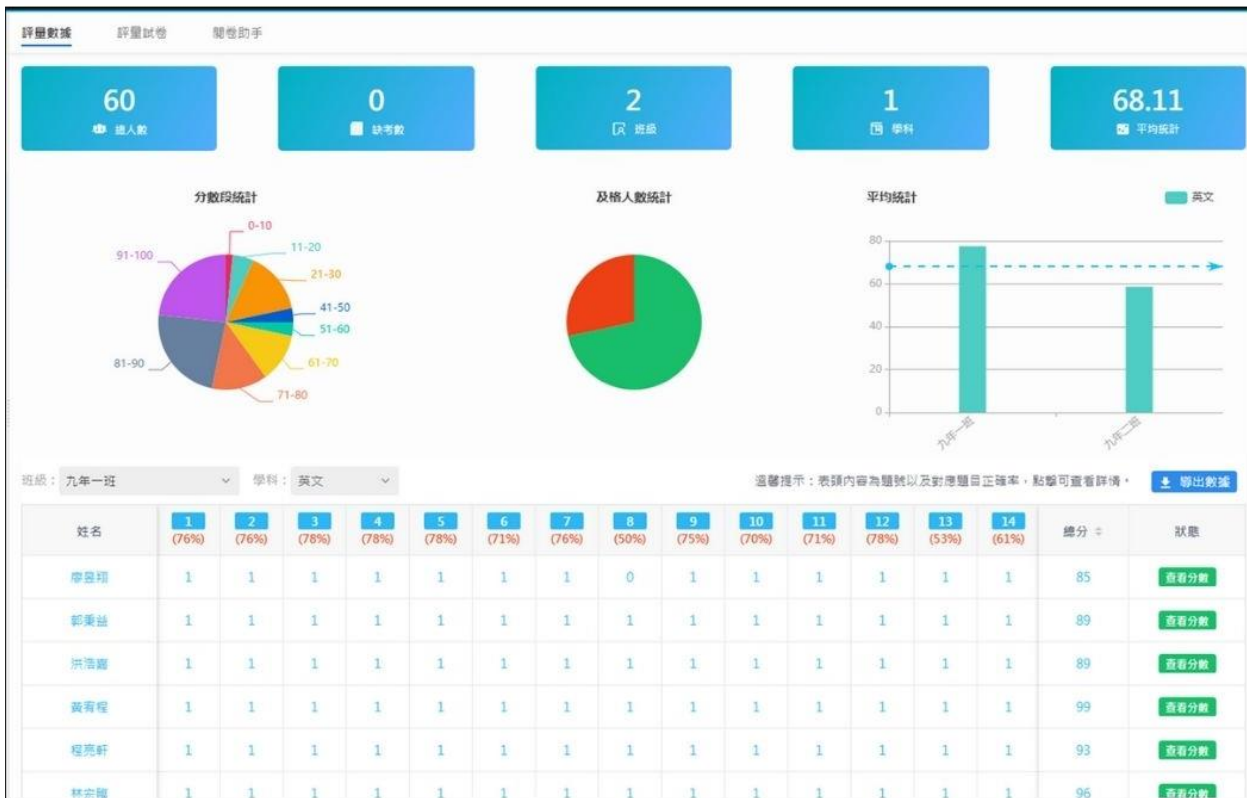 評量數據 評量試卷 閱卷助手
60 0 2 1 68.11
總人數 缺考數 班級 學科 平均統計
分數段統計 及格人數統計 平均統計 英文
0-10
11-20
21-30
41-50
51-60
61-70
71-80
81-90
91-100
80
60
40
20
0
九年一班 九年二班
班級：九年一班 學科：英文 溫馨提示：表頭內容為題號以及對應題目正確率，點擊可查看詳情。 導出數據
姓名 1 2 3 4 5 6 7 8 9 10 11 12 13 14 總分 狀態
(76%) (76%) (78%) (78%) (78%) (71%) (76%) (50%) (75%) (70%) (71%) (78%) (53%) (61%)
廖昱翔 1 1 1 1 1 1 1 0 1 1 1 1 1 1 85 查看分數
郭秉益 1 1 1 1 1 1 1 1 1 1 1 1 1 1 89 查看分數
1 1 1 1 1 1 1 1 1 1 1 1 1 1 89 查看分數
黃宥程 1 1 1 1 1 1 1 1 1 1 1 1 1 1 99 查看分數
程亮軒 1 1 1 1 1 1 1 1 1 1 1 1 1 1 93 查看分數
1 1 1 1 1 1 1 1 1 1 1 1 1 1 96 查看分數